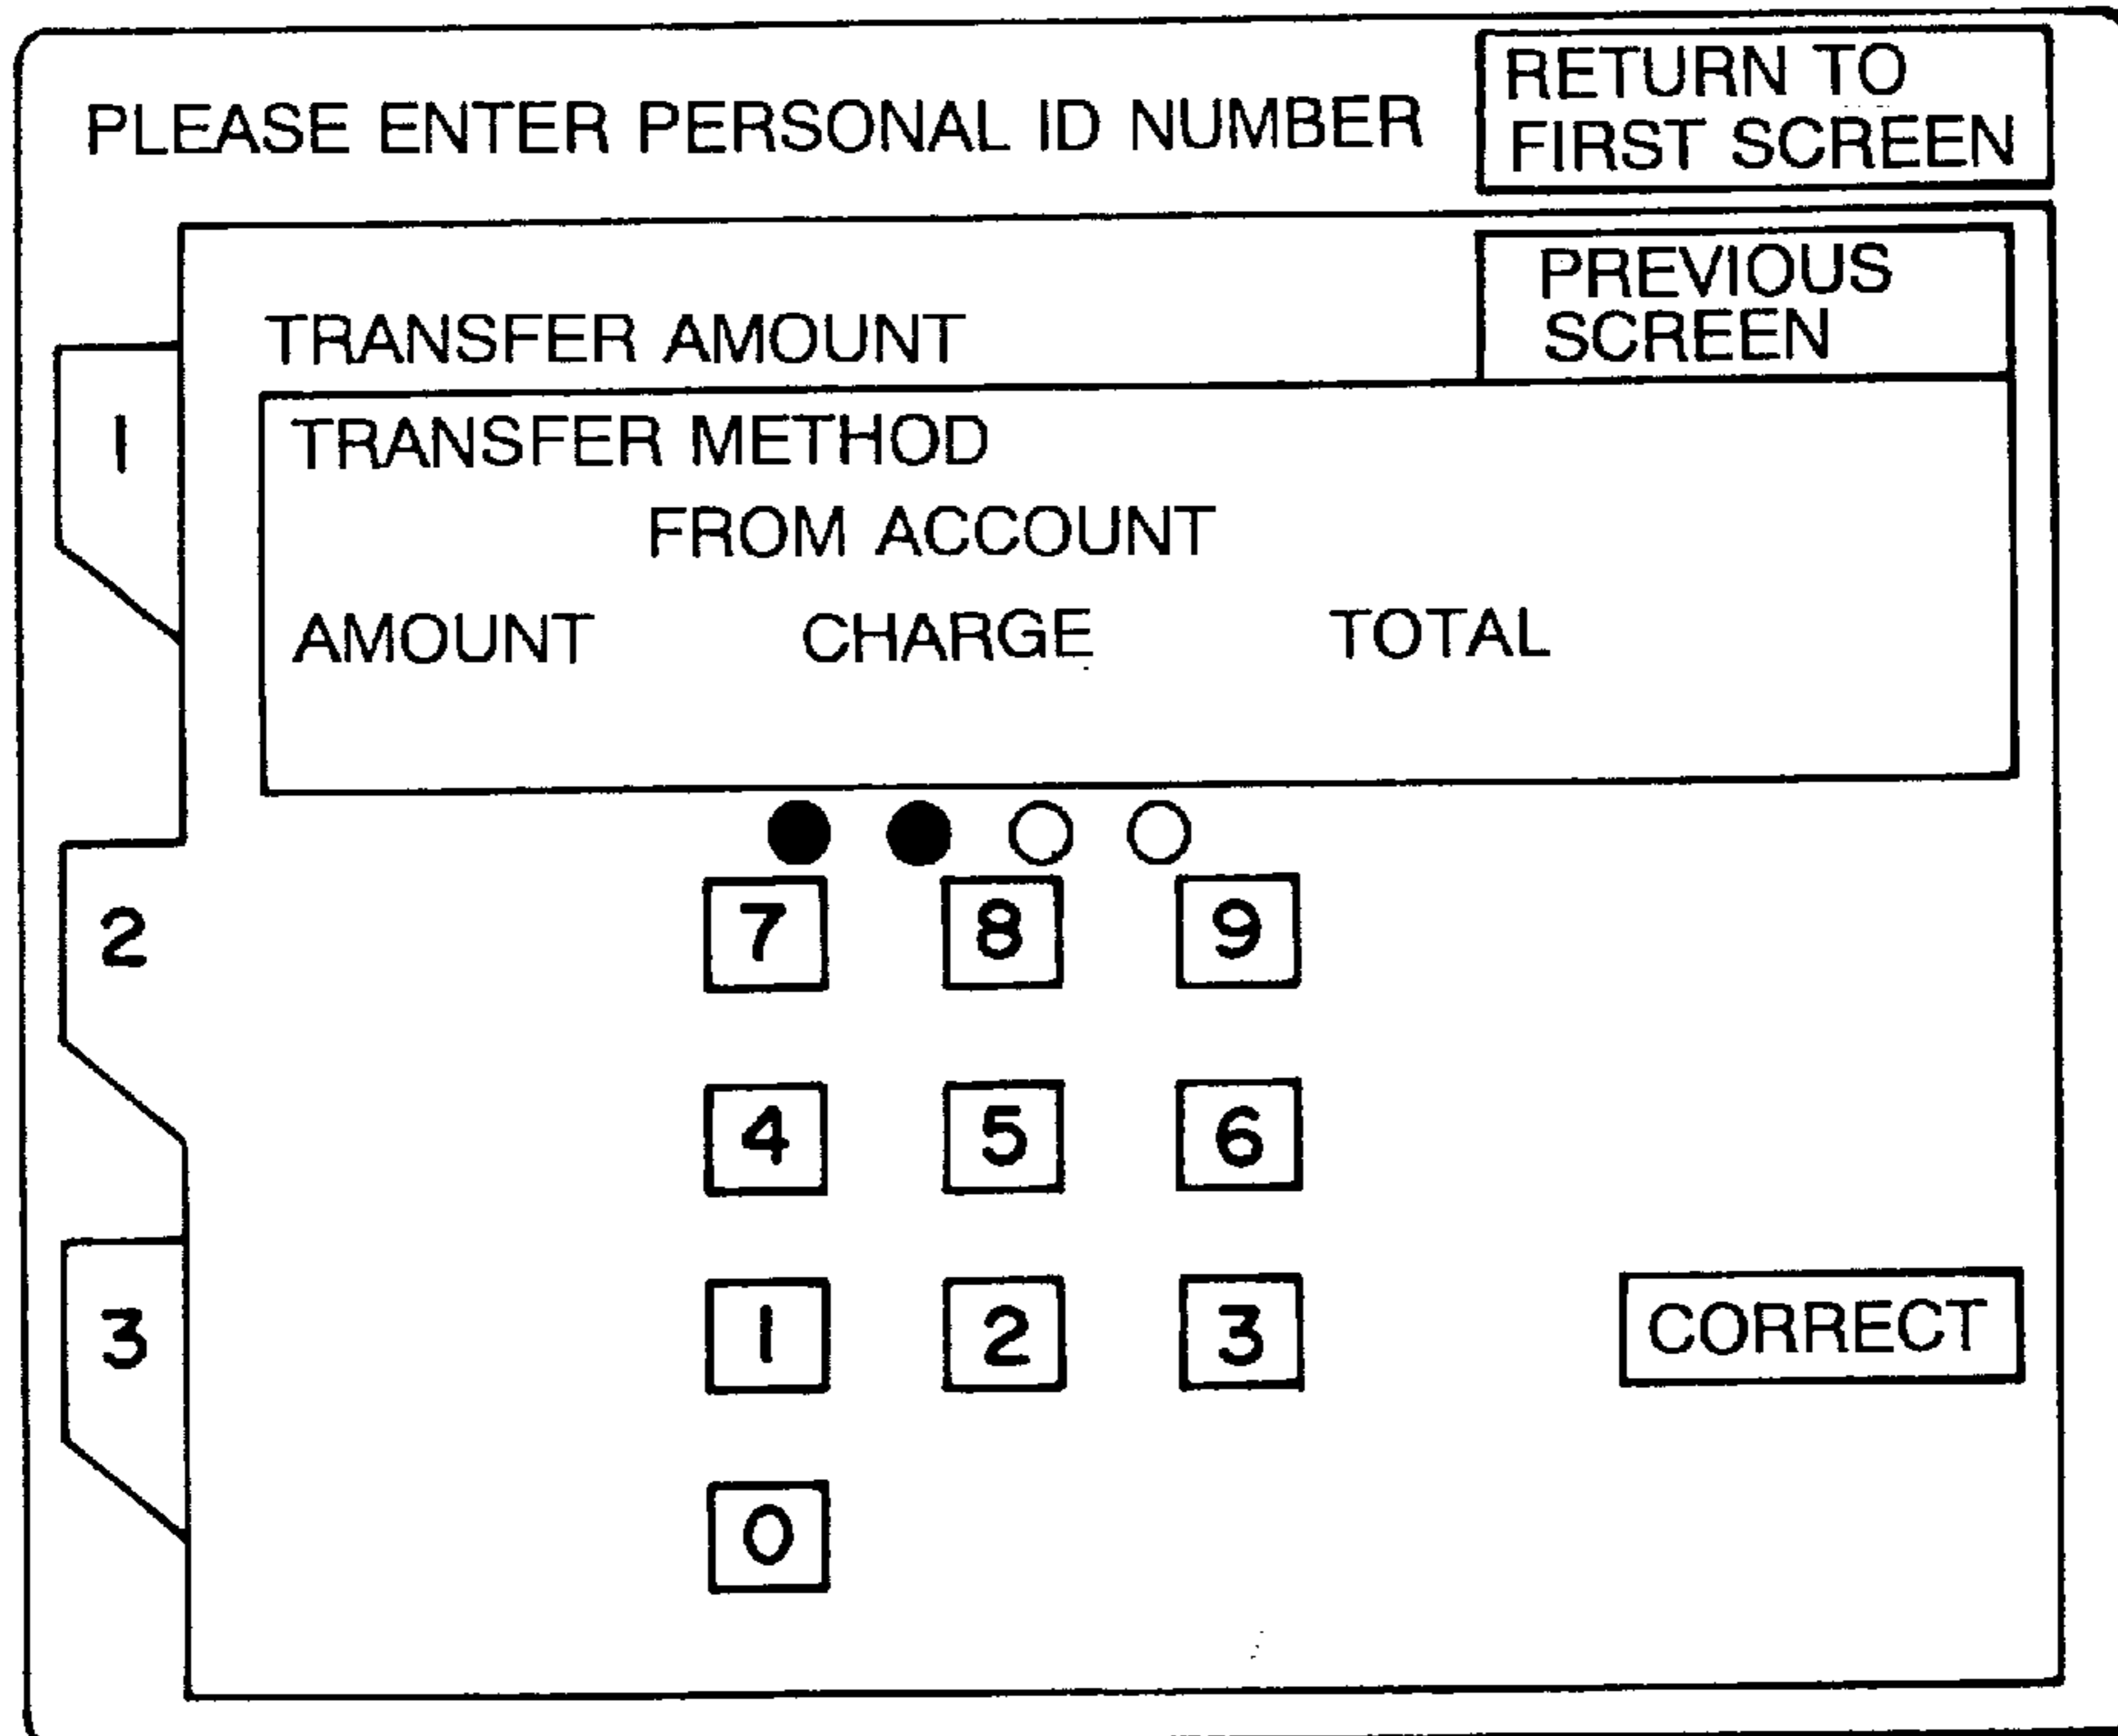 PLEASE ENTER PERSONAL ID NUMBER
RETURN TO
FIRST SCREEN
PREVIOUS
SCREEN
TRANSFER AMOUNT
1
TRANSFER METHOD
FROM ACCOUNT
AMOUNT CHARGE TOTAL
2
7 8 9
4 5 6
3
1 2 3
CORRECT
0